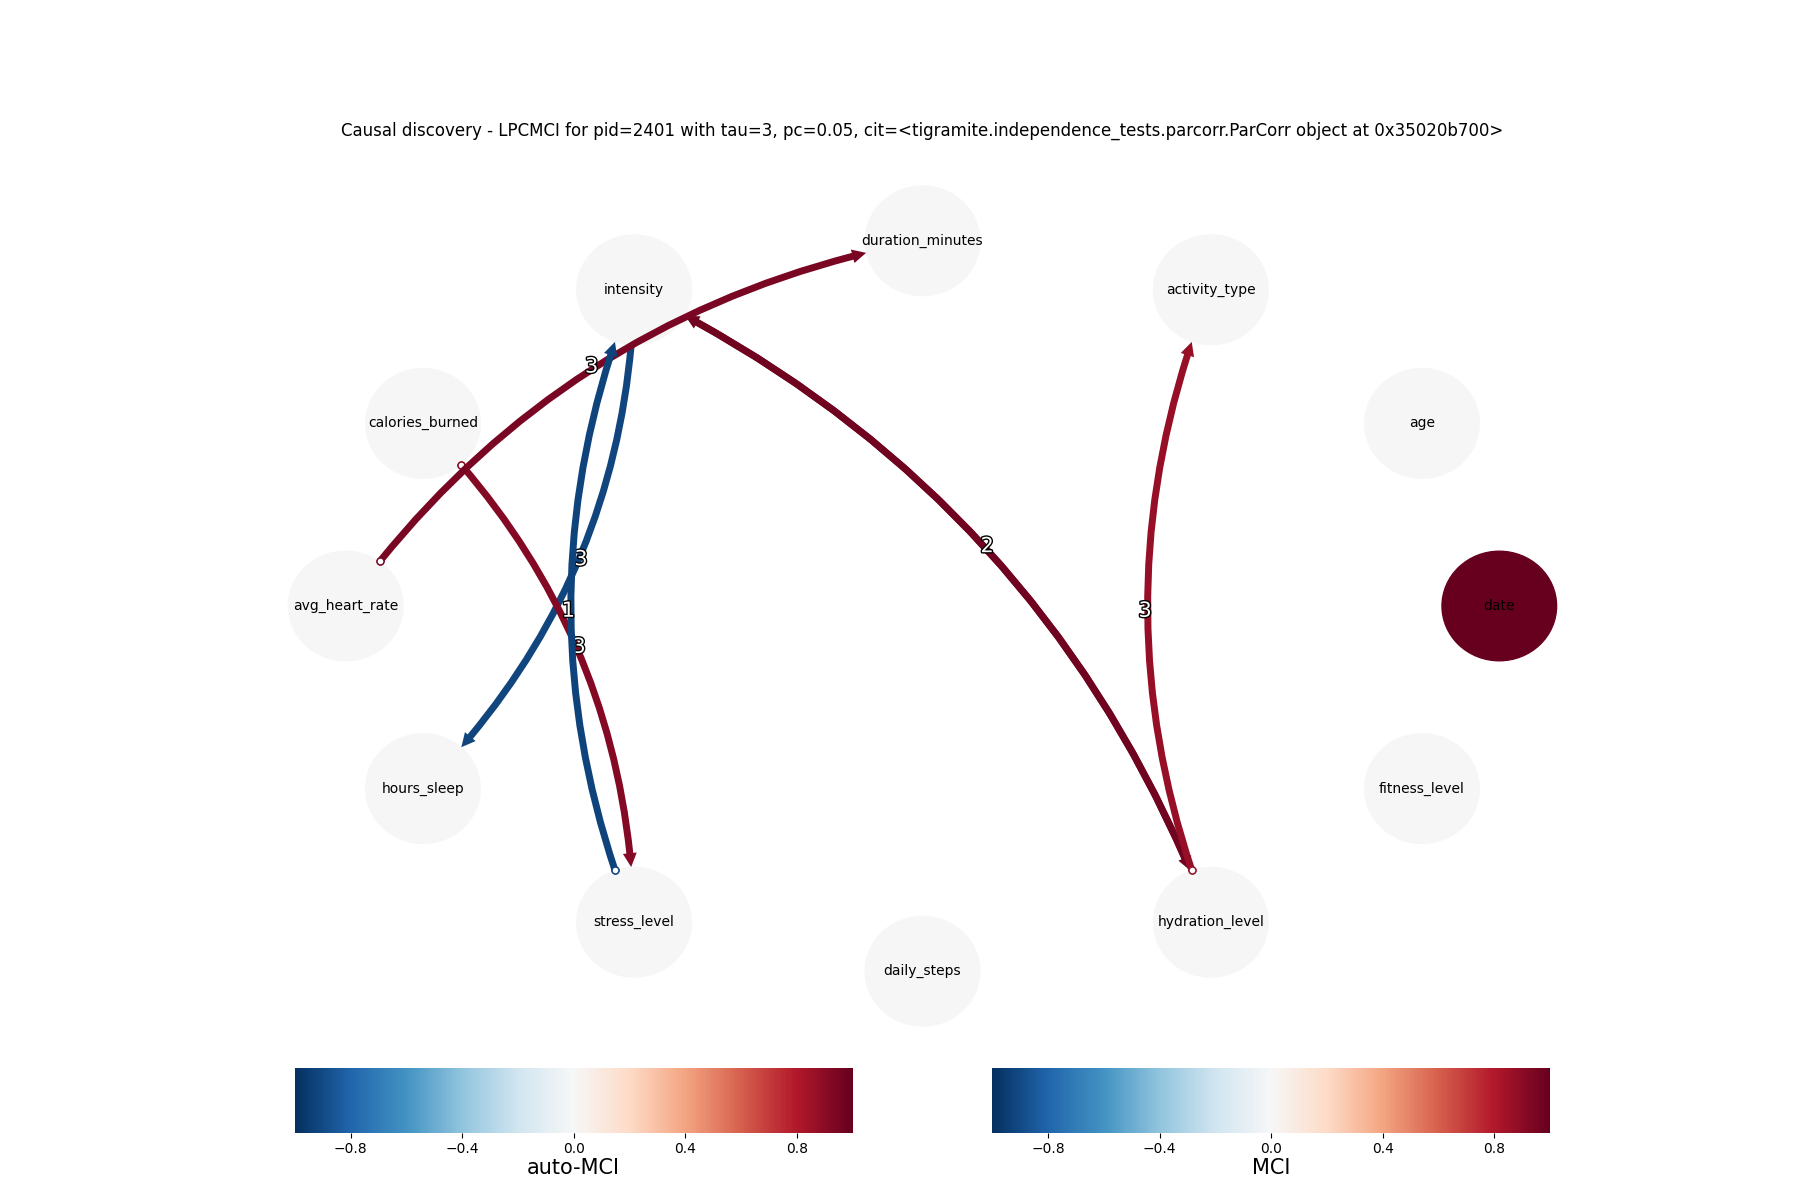 Causal discovery - LPCMCI for pid=2401 with tau=3, pc=0.05, cit=<tigramite.independence_tests.parcorr.ParCorr object at 0x35020b700>
duration_minutes
intensity
activity_type
3
calories_burned
age
2
3
avg_heart_rate
1
3
date
3
hours_sleep
fitness_level
stress_level
hydration_level
daily_steps
−0.8 −0.4 0.0 0.4 0.8
auto-MCI
−0.8 −0.4 0.0 0.4 0.8
MCI